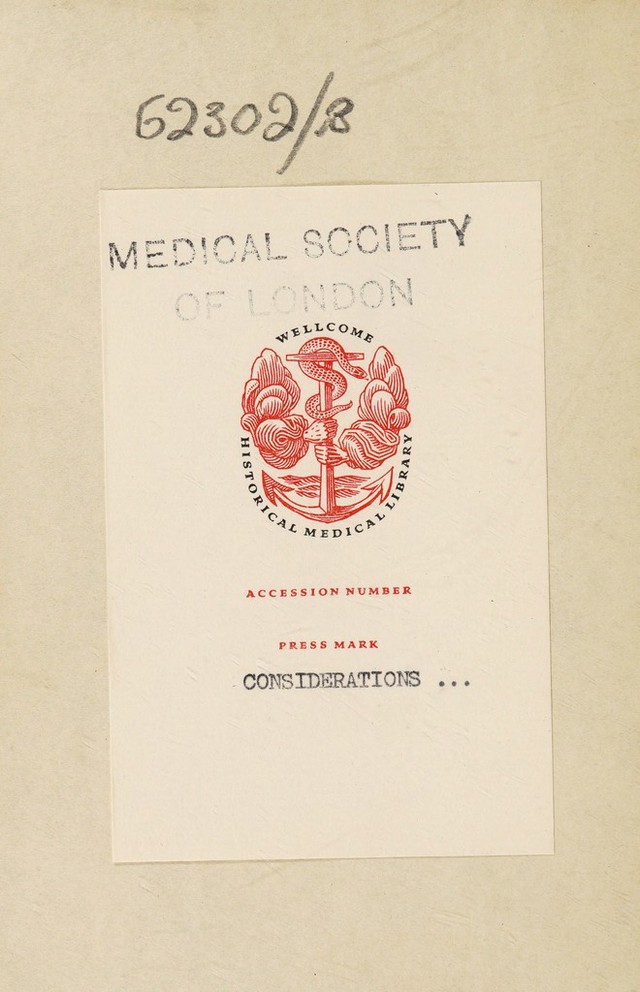 62302/B
MEDICAL SOCIETY
OF LONDON
WELLCOME
HISTORICAL MEDICAL LIBRARY
ACCESSION NUMBER
PRESS MARK
CONSIDERATIONS ...